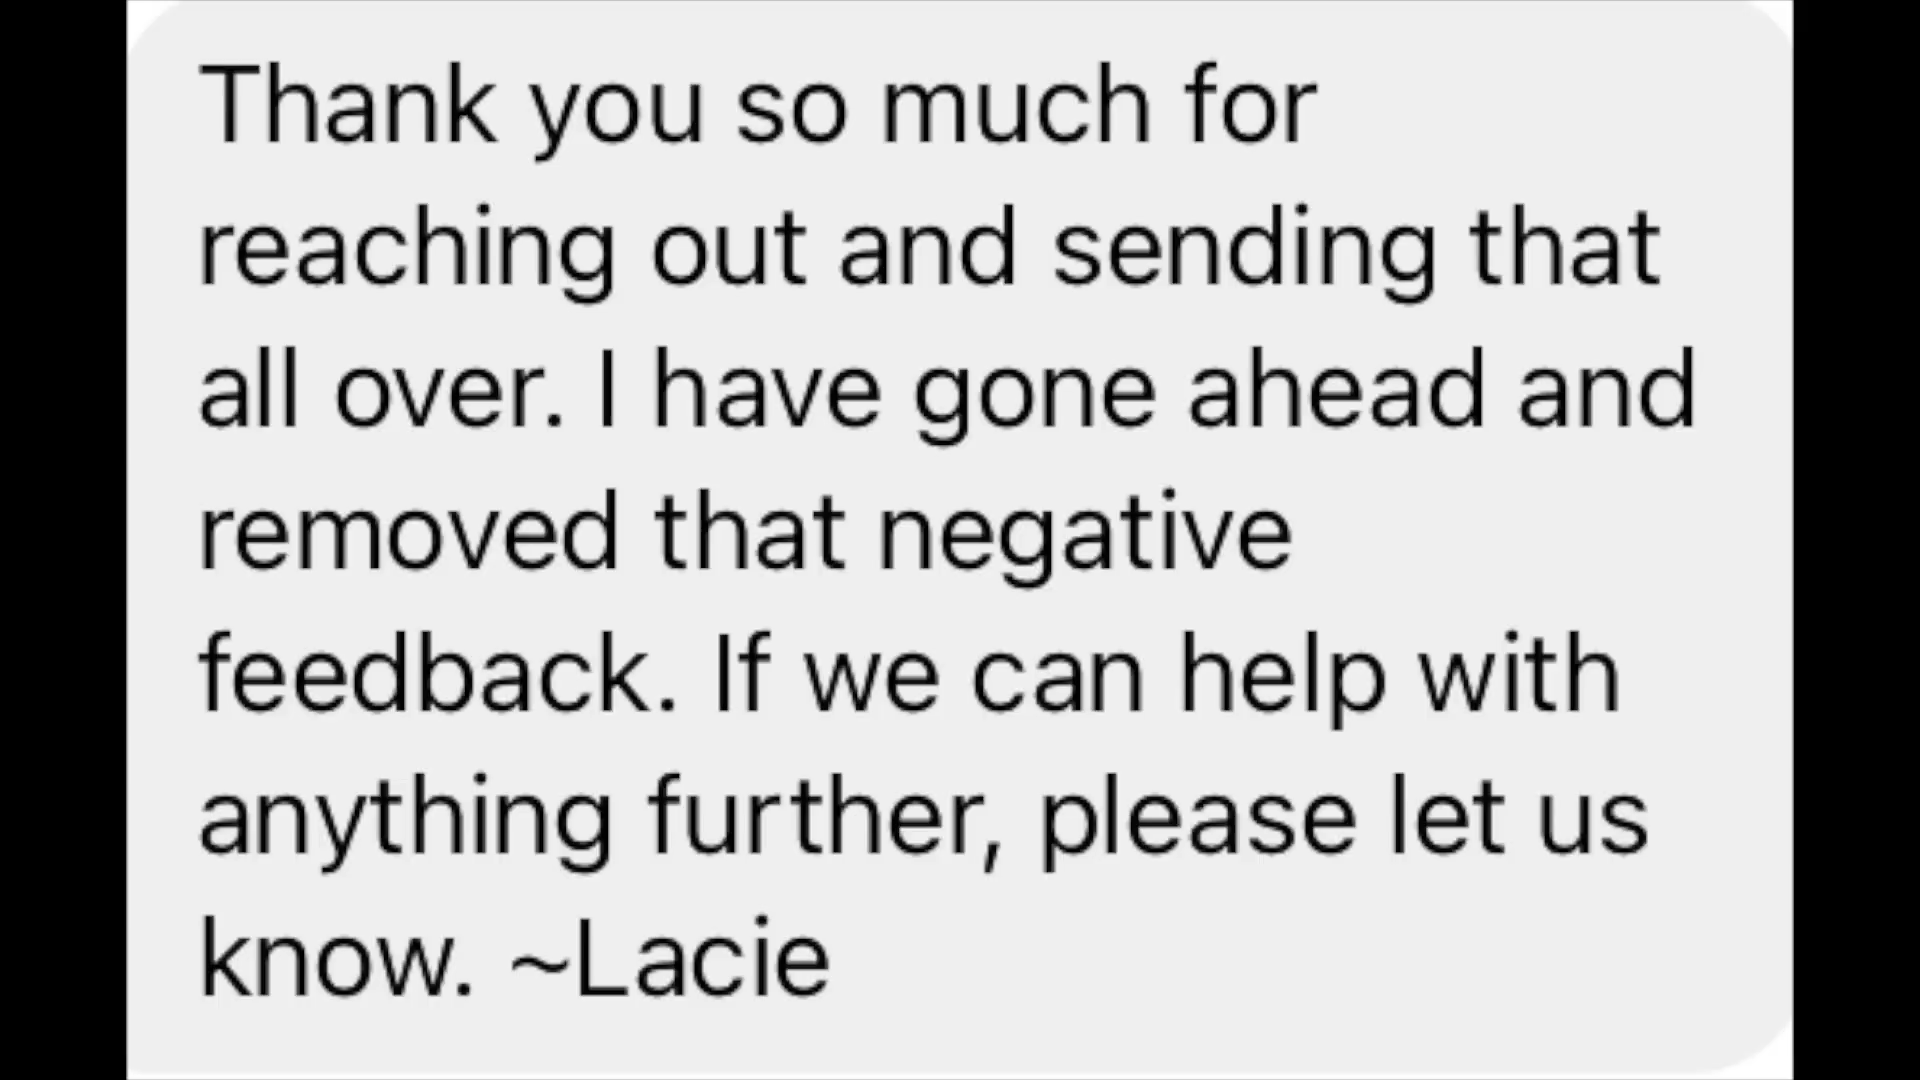 Thank you so much for
reaching out and sending that
all over. I have gone ahead and
removed that negative
feedback. If we can help with
anything further, please let us
know. ~Lacie